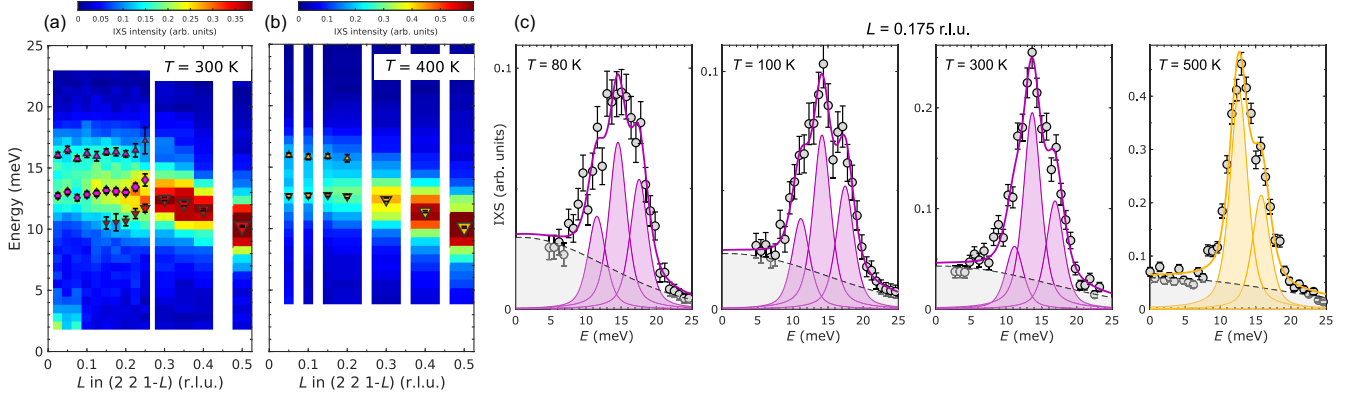 (a)
0 0.1 0.2 0.3
IXS intensity (arb. units)
T = 300 K
Energy (meV)
25
20
15
10
5
0
0 0.1 0.2 0.3 0.4 0.5
L in (2 2 1-L) (r.l.u.)
(b)
0 0.1 0.2 0.3 0.4 0.5 0.6
IXS intensity (arb. units)
T = 400 K
0 0.1 0.2 0.3 0.4 0.5
L in (2 2 1-L) (r.l.u.)
(c)
L = 0.175 r.l.u.
IXS (arb. units)
T = 80 K
0.1
0
0 5 10 15 20 25
E (meV)
T = 100 K
0.1
0
0 5 10 15 20 25
E (meV)
T = 300 K
0.2
0.1
0
0 5 10 15 20 25
E (meV)
T = 500 K
0.5
0.4
0.3
0.2
0.1
0
0 5 10 15 20 25
E (meV)